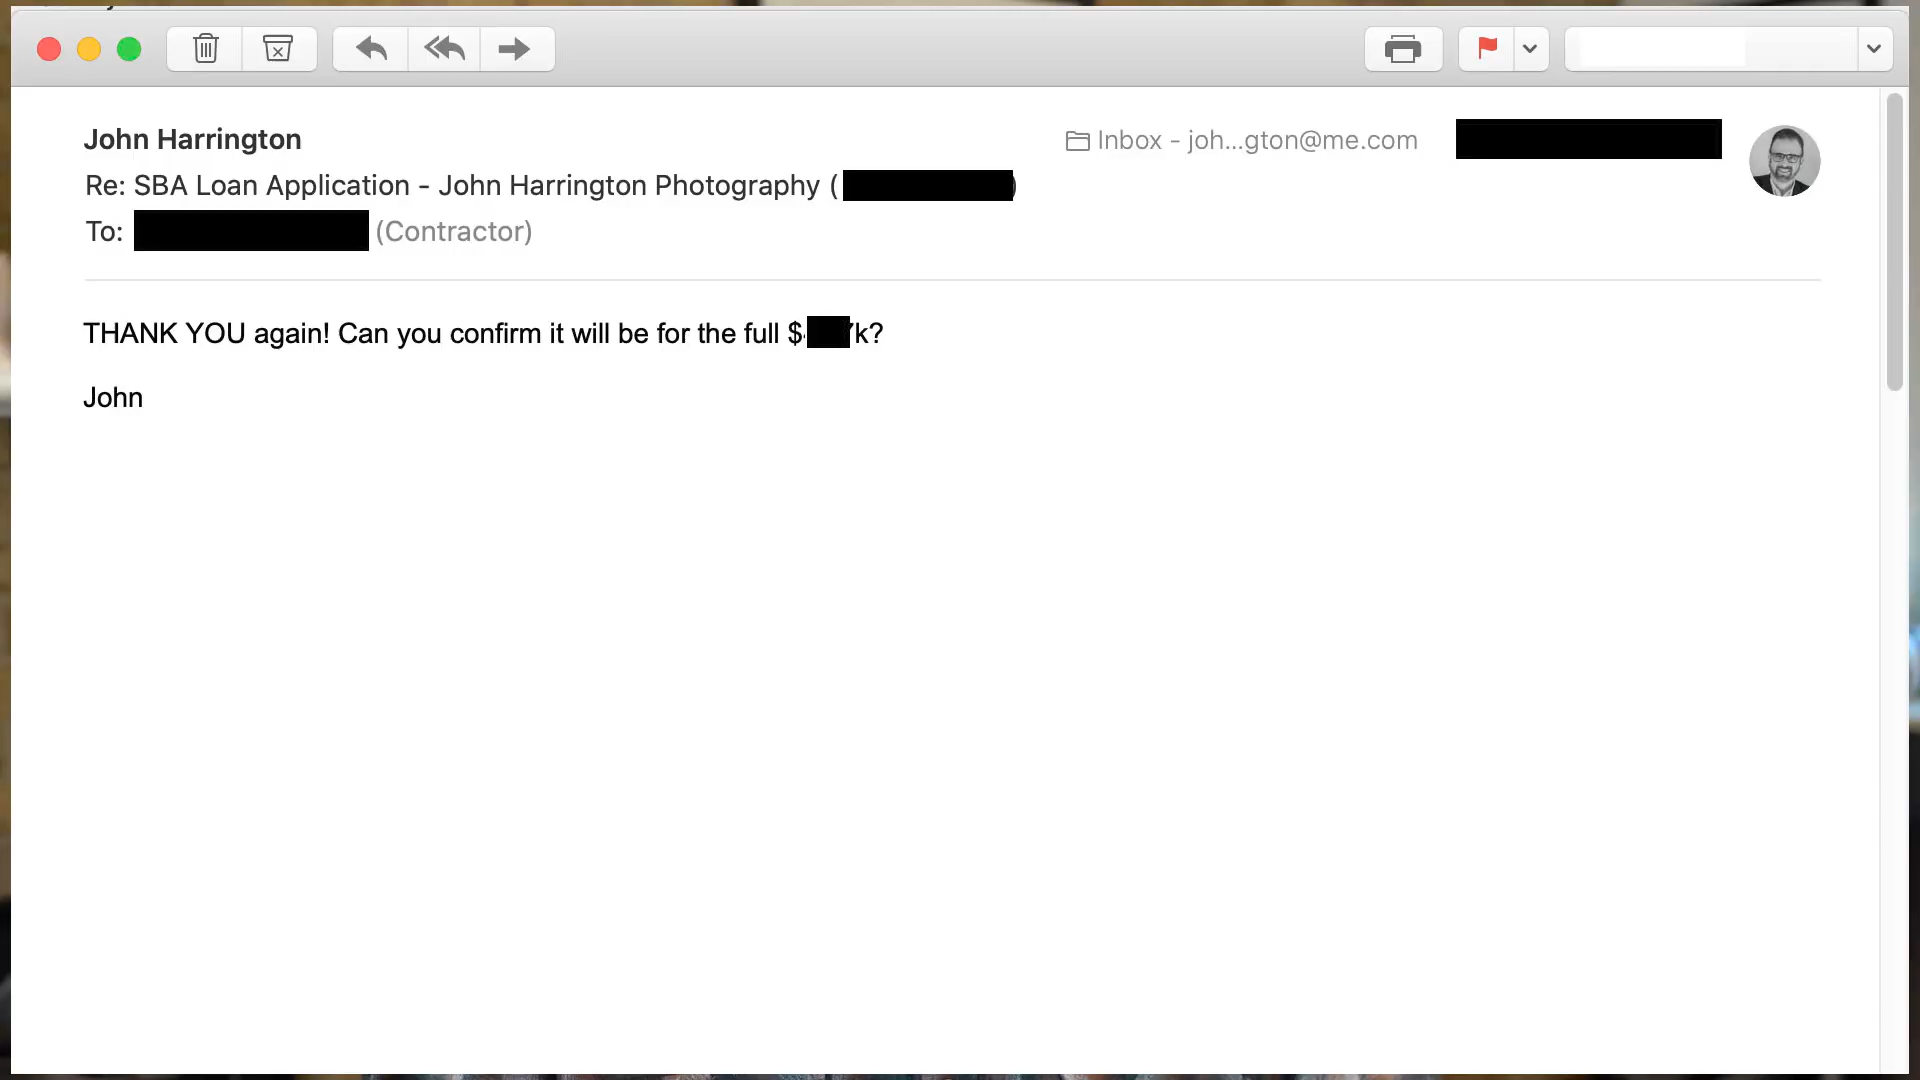 John Harrington
Inbox - joh...gton@me.com
Re: SBA Loan Application - John Harrington Photography (
To: (Contractor)
THANK YOU again! Can you confirm it will be for the full $ k?
John